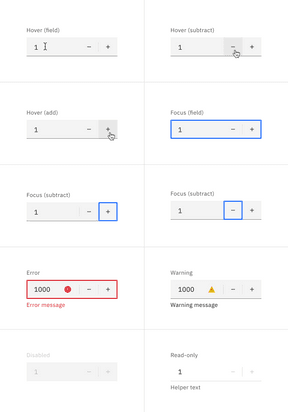 Hover (field)
1 − +
Hover (subtract)
1 − +
Hover (add)
1 − +
Focus (field)
1 − +
Focus (subtract)
1 − +
Focus (subtract)
1 − +
Error
1000 − +
Error message
Warning
1000 − +
Warning message
Disabled
1 − +
Read-only
1 − +
Helper text